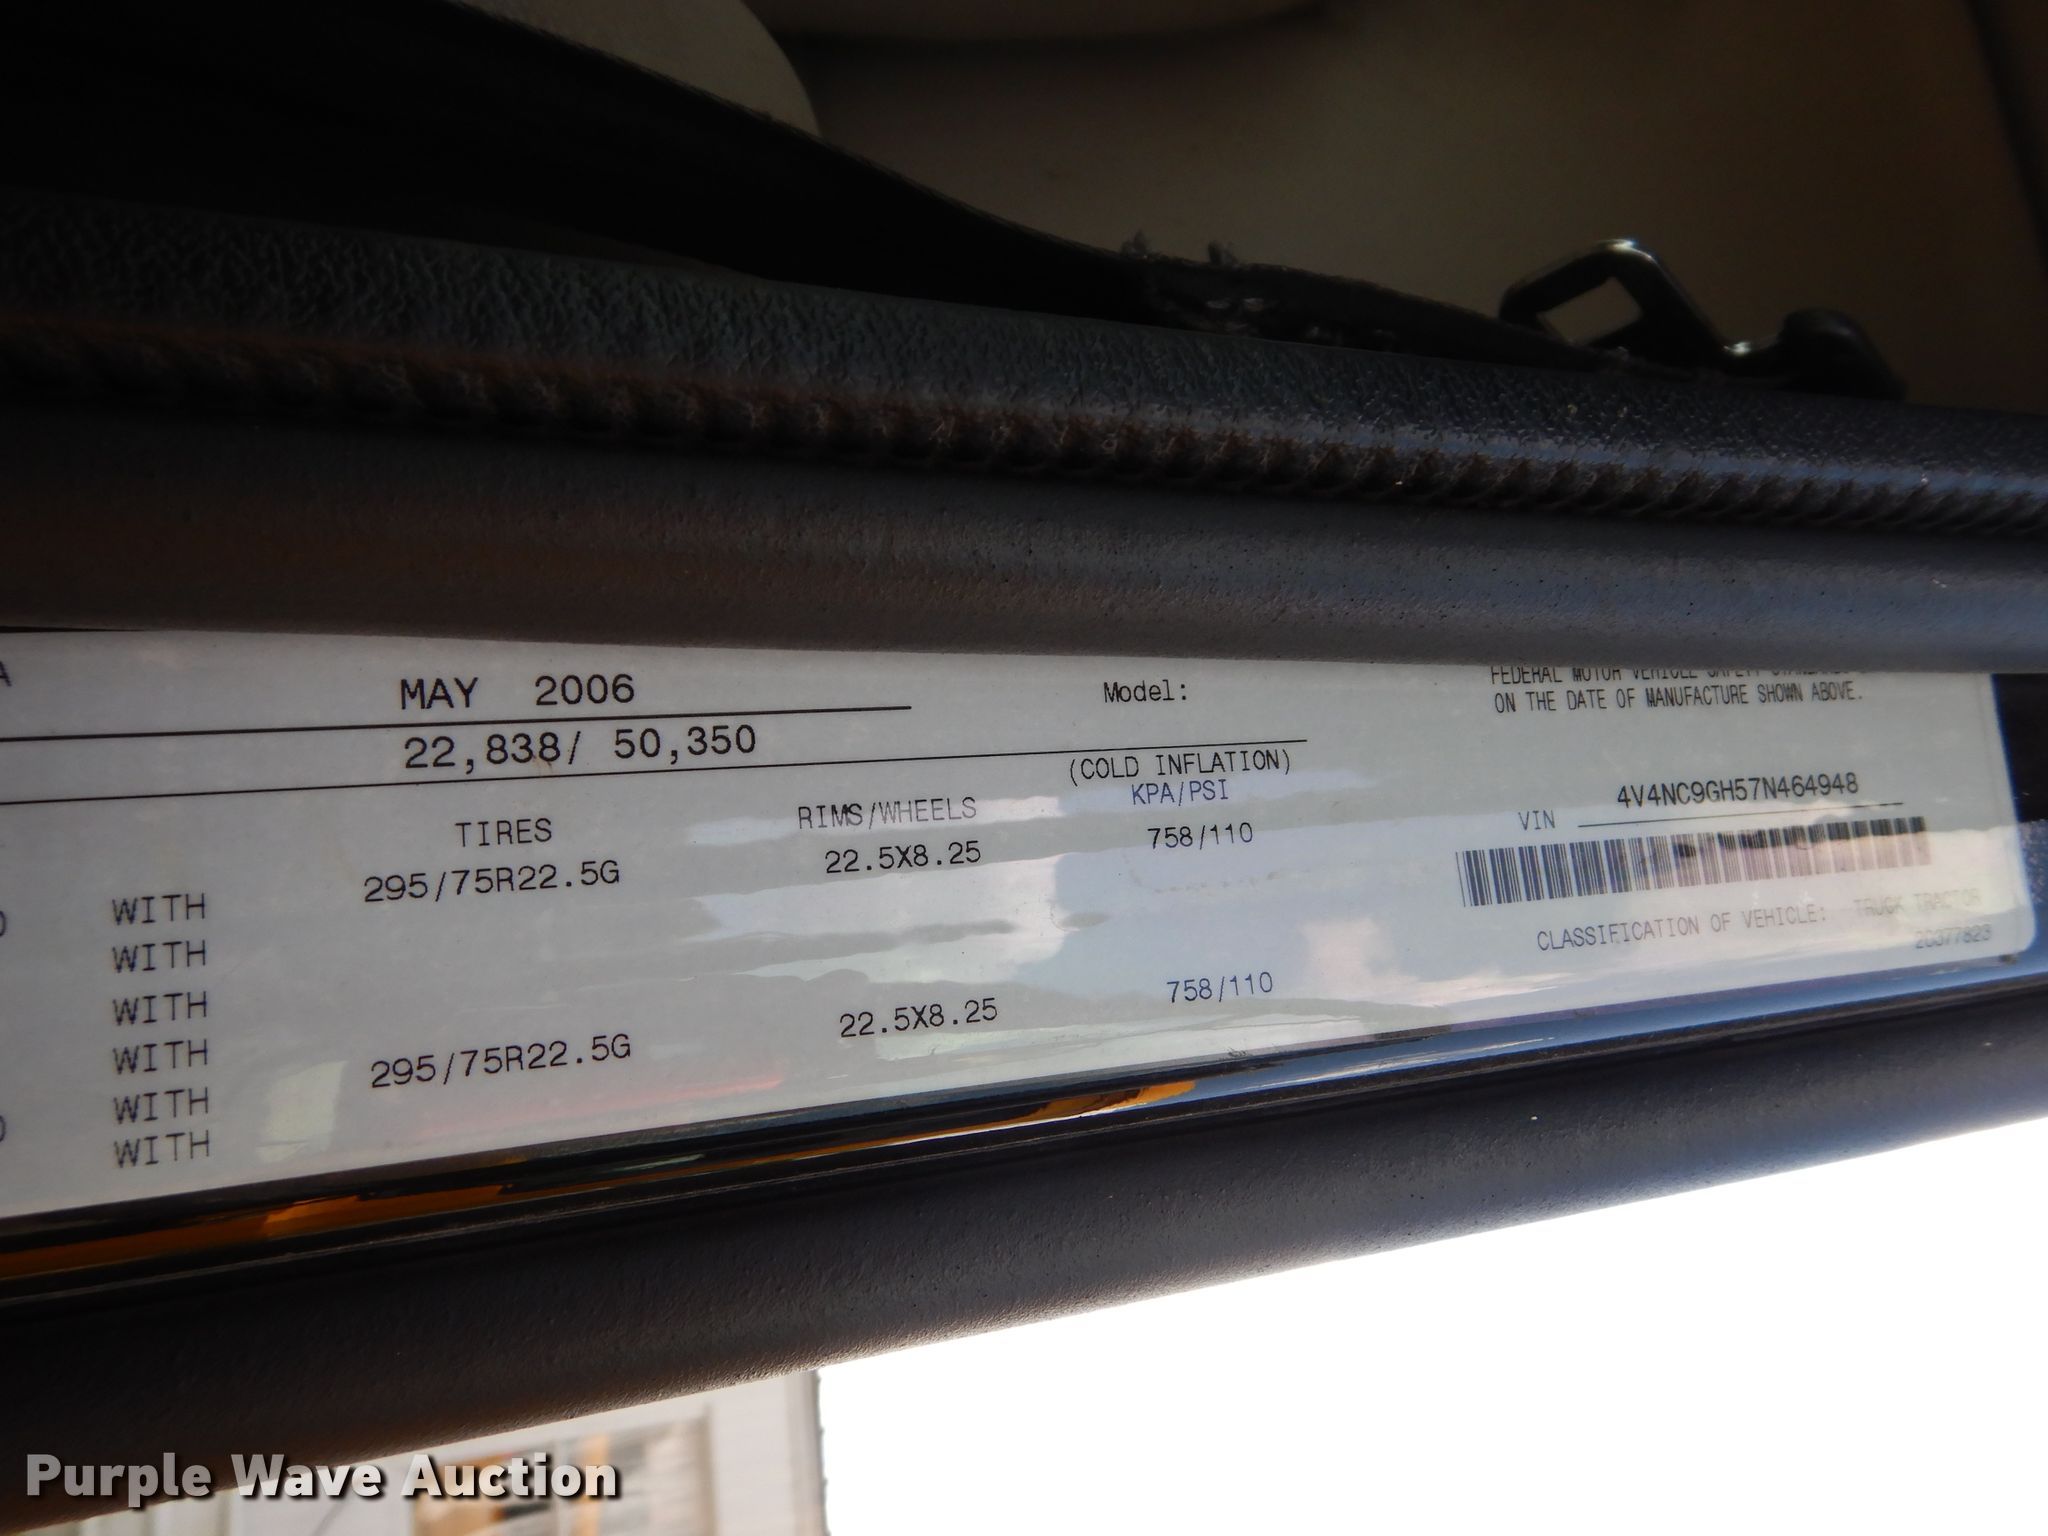 A
MAY 2006
Model:
FEDERAL MOTOR VEHICLE SAFETY
ON THE DATE OF MANUFACTURE SHOWN ABOVE.
22,838/ 50,350
(COLD INFLATION)
TIRES RIMS/WHEELS KPA/PSI
VIN 4V4NC9GH57N464948
WITH 295/75R22.5G 22.5X8.25 758/110
WITH
CLASSIFICATION OF VEHICLE: TRUCK TRACTOR
20377823
WITH
WITH 295/75R22.5G 22.5X8.25 758/110
WITH
WITH
Purple Wave Auction